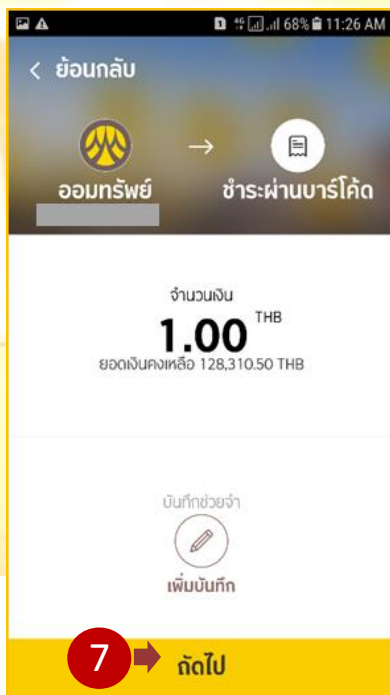 1 4G 68% 11:26 AM
< ย้อนกลับ
ออมทรัพย์ → ชำระผ่านบาร์โค้ด
จำนวนเงิน
1.00 THB
ยอดเงินคงเหลือ 128,310.50 THB
บันทึกช่วยจำ
เพิ่มบันทึก
7 ถัดไป